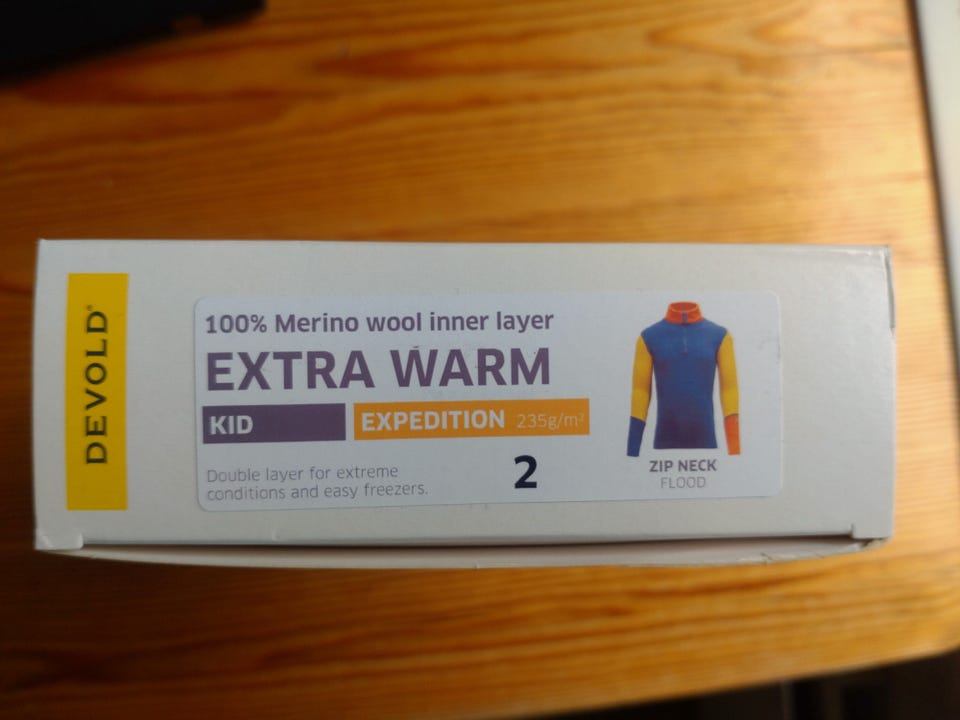 DEVOLD®
100% Merino wool inner layer
EXTRA WARM
KID
EXPEDITION 235g/m²
Double layer for extreme
conditions and easy freezers.
2
ZIP NECK
FLOOD